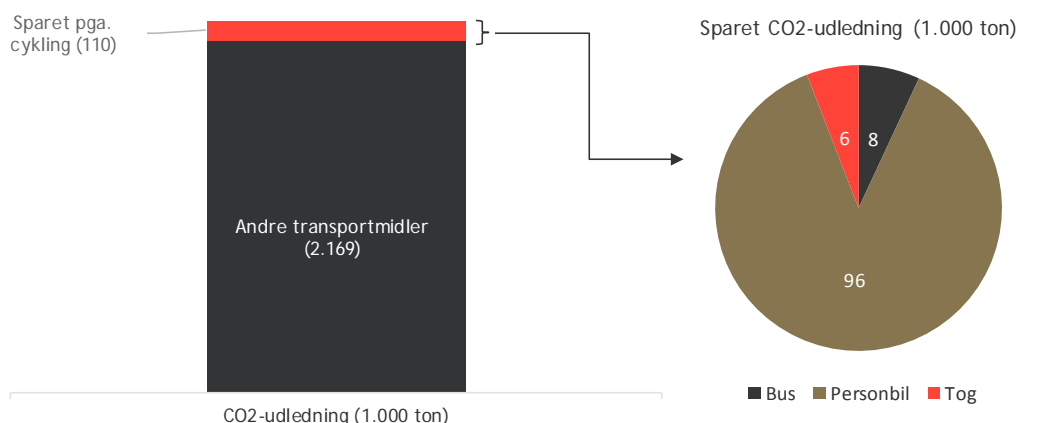 Sparet pga.
cykling (110)
Andre transportmidler
(2.169)
CO2-udledning (1.000 ton)
Sparet CO2-udledning (1.000 ton)
6
8
96
Bus
Personbil
Tog